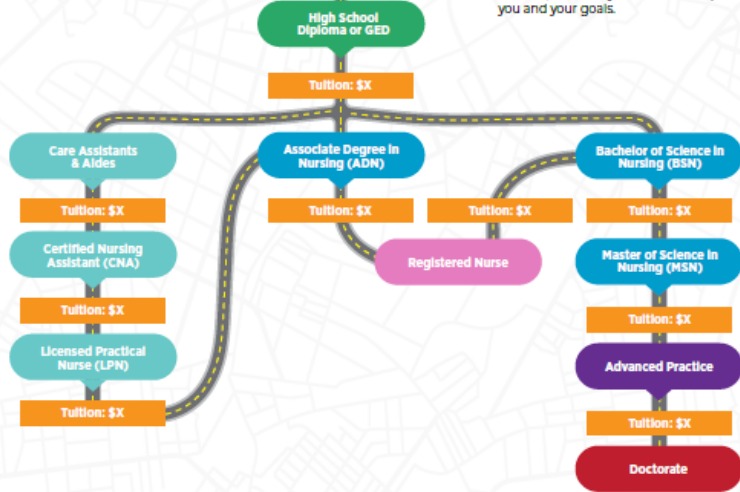 you and your goals.
High School
Diploma or GED
Tuition: $X
Care Assistants
& Aides
Associate Degree in
Nursing (ADN)
Bachelor of Science in
Nursing (BSN)
Tuition: $X
Tuition: $X
Tuition: $X
Tuition: $X
Certified Nursing
Assistant (CNA)
Registered Nurse
Master of Science in
Nursing (MSN)
Tuition: $X
Tuition: $X
Licensed Practical
Nurse (LPN)
Advanced Practice
Tuition: $X
Tuition: $X
Doctorate